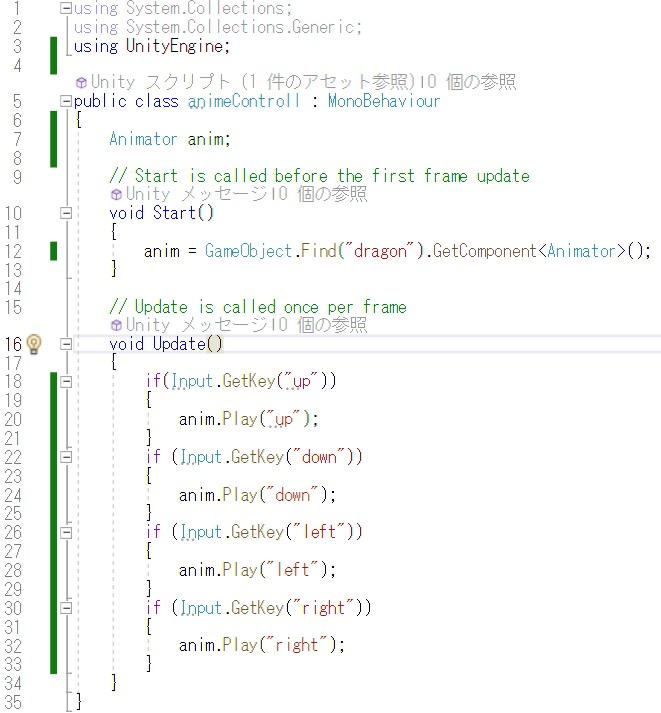 1 using System.Collections;
2 using System.Collections.Generic;
3 using UnityEngine;
4
Unity スクリプト (1 件のアセット参照)|0 個の参照
5 public class animeControll : MonoBehaviour
6 {
7 Animator anim;
8
9 // Start is called before the first frame update
Unity メッセージ|0 個の参照
10 void Start()
11 {
12 anim = GameObject.Find("dragon").GetComponent<Animator>();
13 }
14
15 // Update is called once per frame
Unity メッセージ|0 個の参照
16 void Update()
17 {
18 if(Input.GetKey("up"))
19 {
20 anim.Play("up");
21 }
22 if (Input.GetKey("down"))
23 {
24 anim.Play("down");
25 }
26 if (Input.GetKey("left"))
27 {
28 anim.Play("left");
29 }
30 if (Input.GetKey("right"))
31 {
32 anim.Play("right");
33 }
34 }
35 }